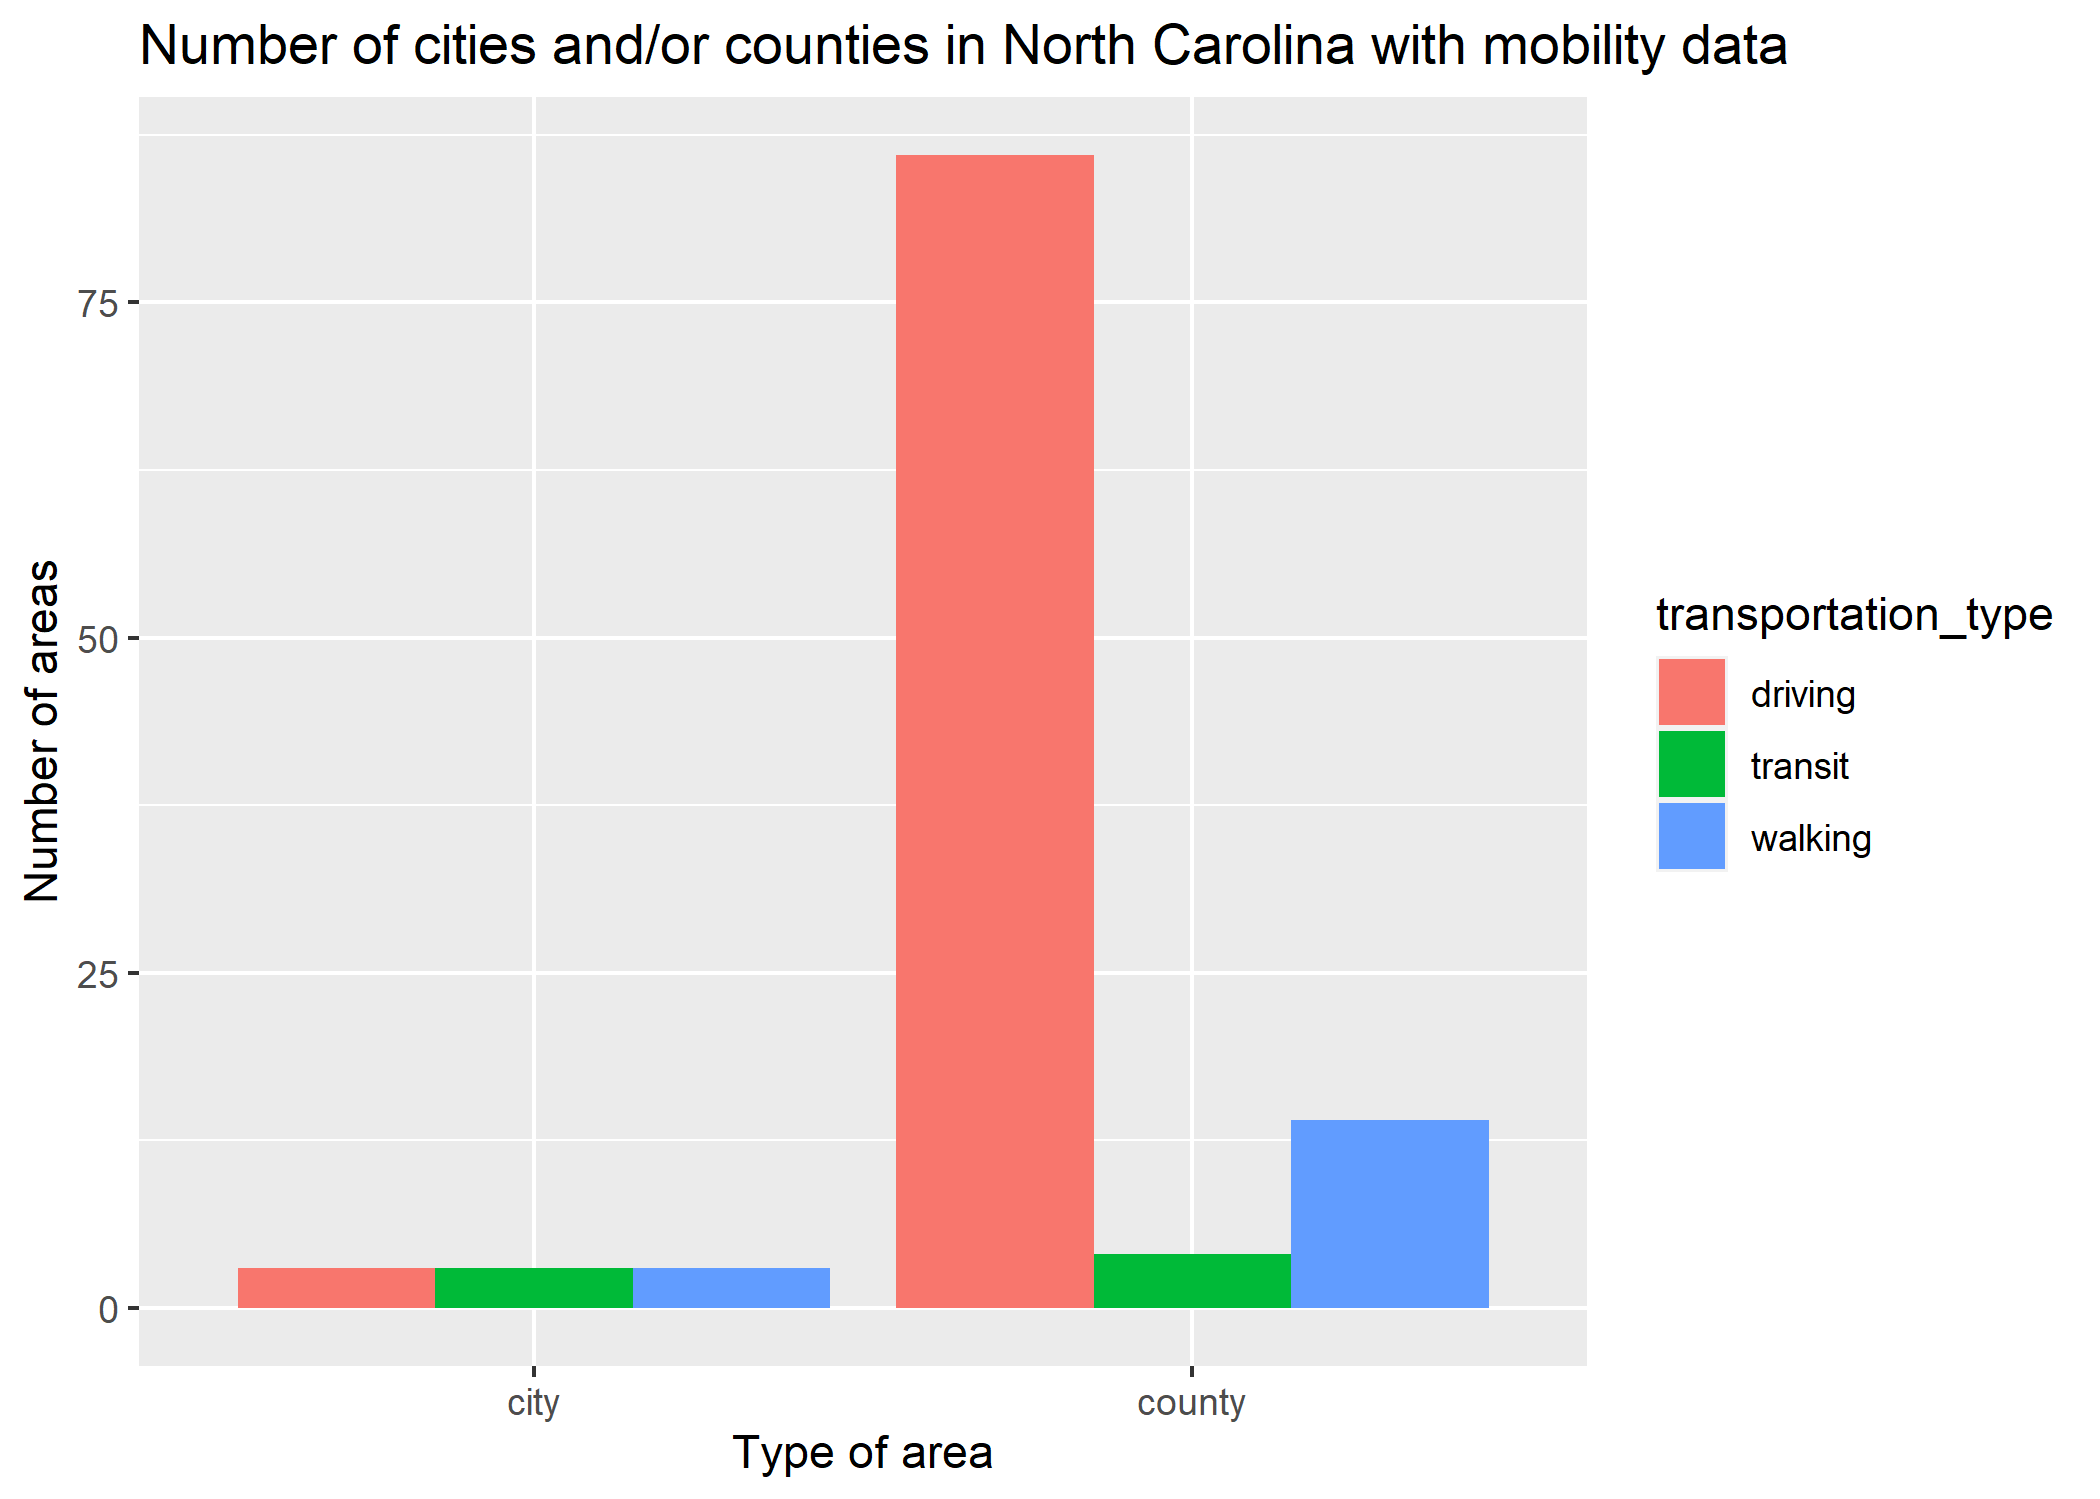 Number of cities and/or counties in North Carolina with mobility data
75
50
25
0
Number of areas
city
county
Type of area
transportation_type
driving
transit
walking